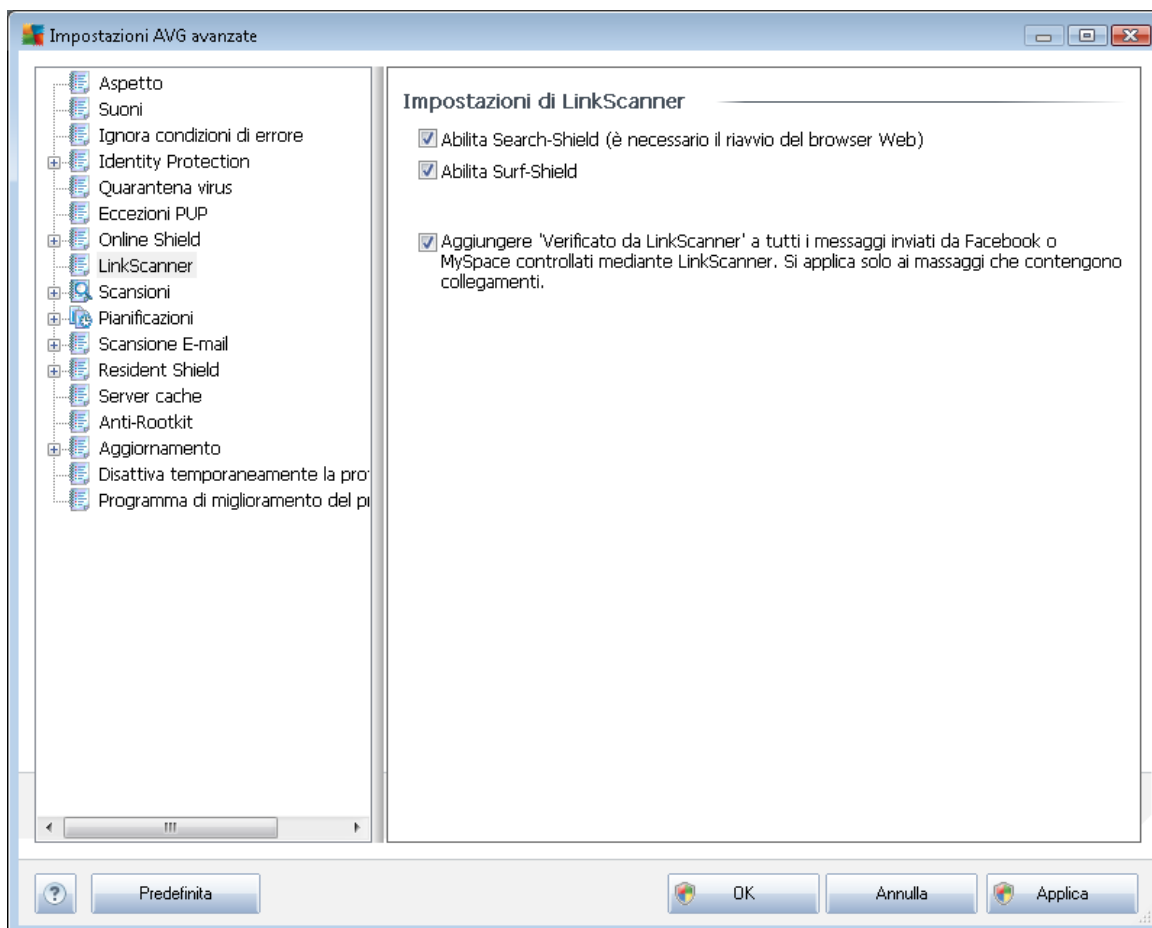 Impostazioni AVG avanzate
Aspetto
Suoni
Ignora condizioni di errore
Identity Protection
Quarantena virus
Eccezioni PUP
Online Shield
LinkScanner
Scansioni
Pianificazioni
Scansione E-mail
Resident Shield
Server cache
Anti-Rootkit
Aggiornamento
Disattiva temporaneamente la pro
Programma di miglioramento del p
Impostazioni di LinkScanner
Abilita Search-Shield (è necessario il riavvio del browser Web)
Abilita Surf-Shield
Aggiungere 'Verificato da LinkScanner' a tutti i messaggi inviati da Facebook o
MySpace controllati mediante LinkScanner. Si applica solo ai massaggi che contengono
collegamenti.
?
Predefinita
OK
Annulla
Applica